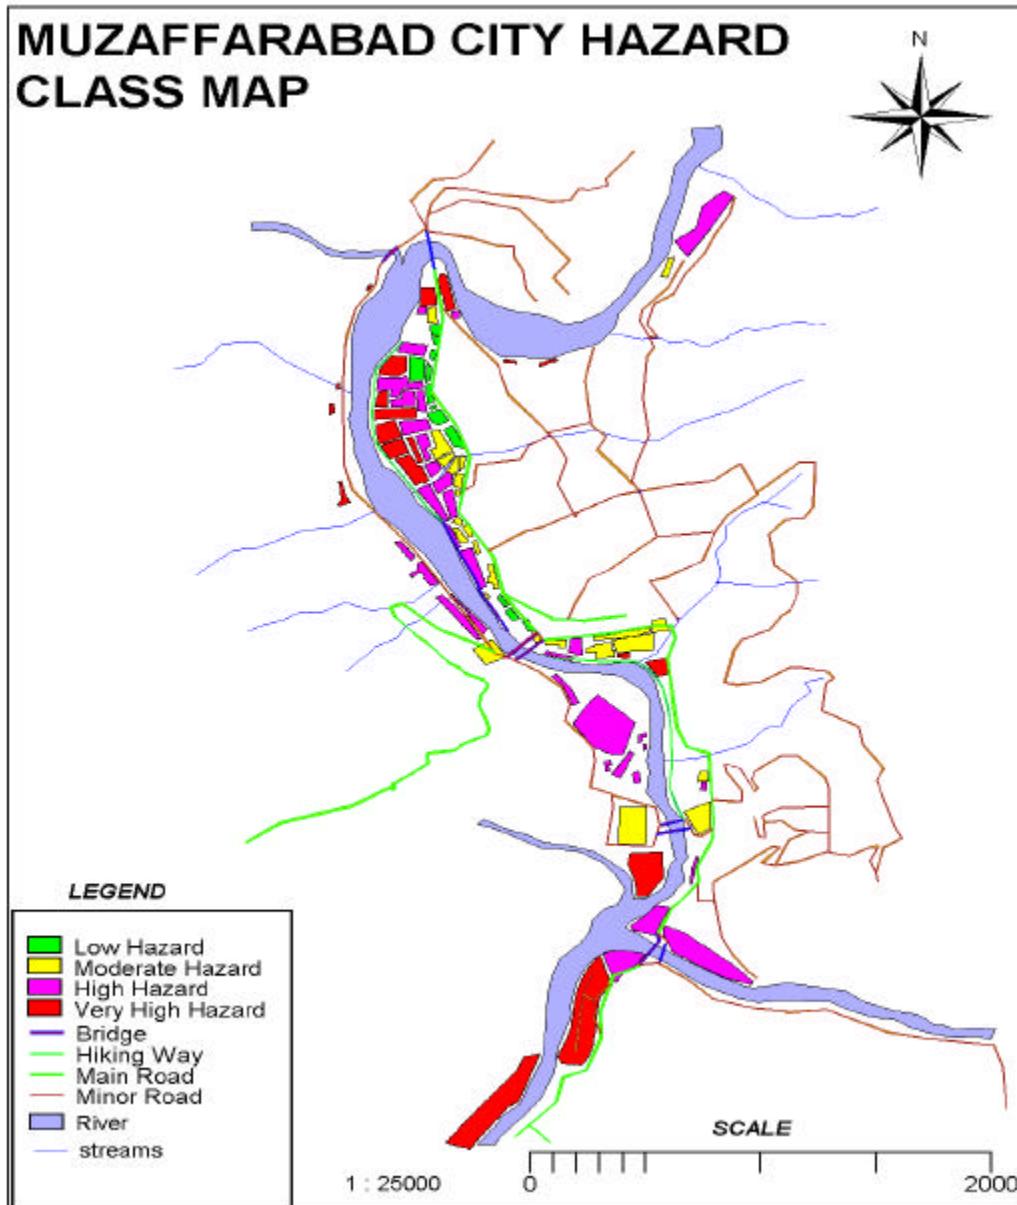 MUZAFFARABAD CITY HAZARD
CLASS MAP
N
LEGEND
Low Hazard
Moderate Hazard
High Hazard
Very High Hazard
Bridge
Hiking Way
Main Road
Minor Road
River
streams
SCALE
1 : 25000
0
2000